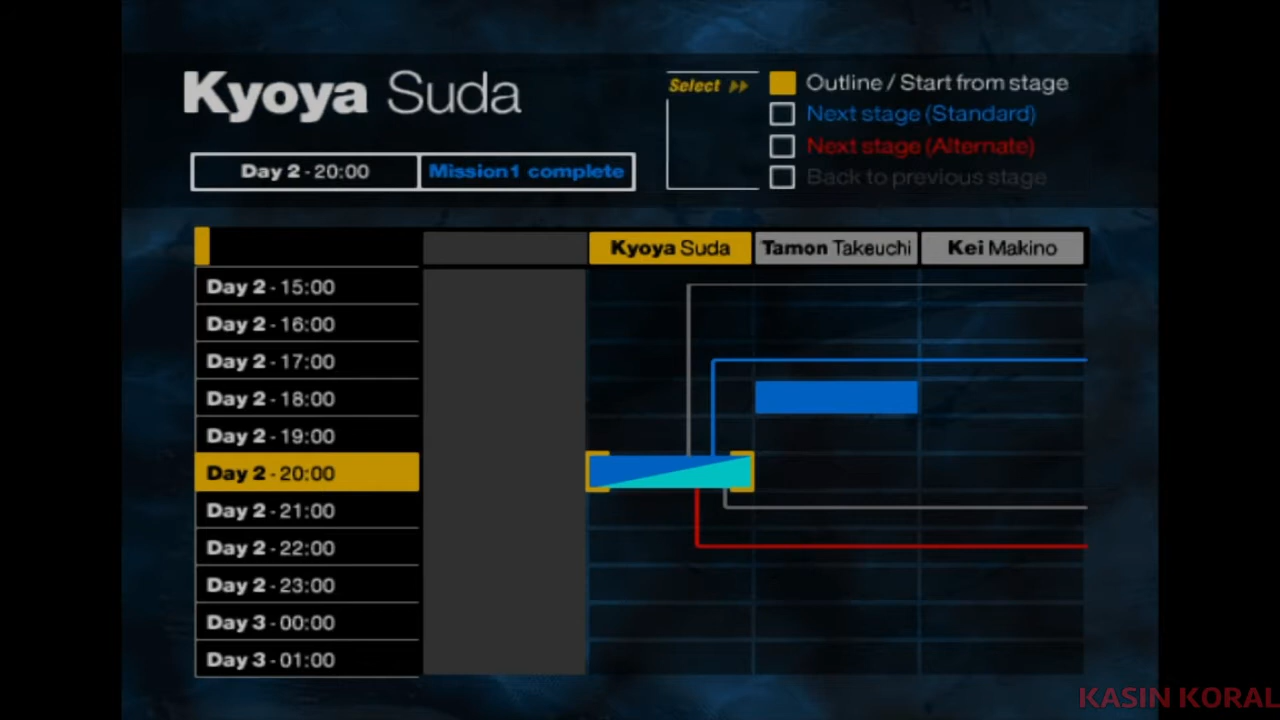 Kyoya Suda
Day 2 - 20:00
Mission1 complete
Select
Outline / Start from stage
Next stage (Standard)
Next stage (Alternate)
Back to previous stage
Kyoya Suda
Tamon Takeuchi
Kei Makino
Day 2 - 15:00
Day 2 - 16:00
Day 2 - 17:00
Day 2 - 18:00
Day 2 - 19:00
Day 2 - 20:00
Day 2 - 21:00
Day 2 - 22:00
Day 2 - 23:00
Day 3 - 00:00
Day 3 - 01:00
KASIN KORAL